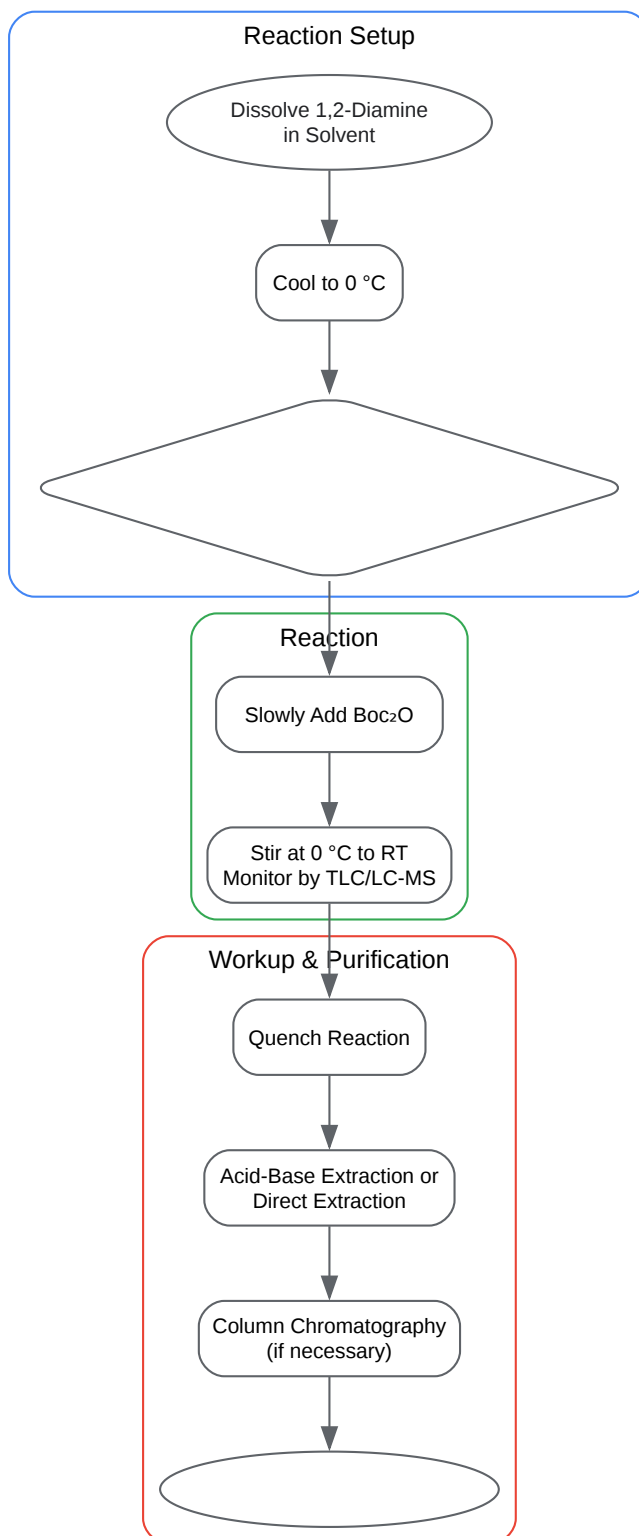 Reaction Setup
Dissolve 1,2-Diamine
in Solvent
Cool to 0 °C
Reaction
Slowly Add Boc₂O
Stir at 0 °C to RT
Monitor by TLC/LC-MS
Workup & Purification
Quench Reaction
Acid-Base Extraction or
Direct Extraction
Column Chromatography
(if necessary)